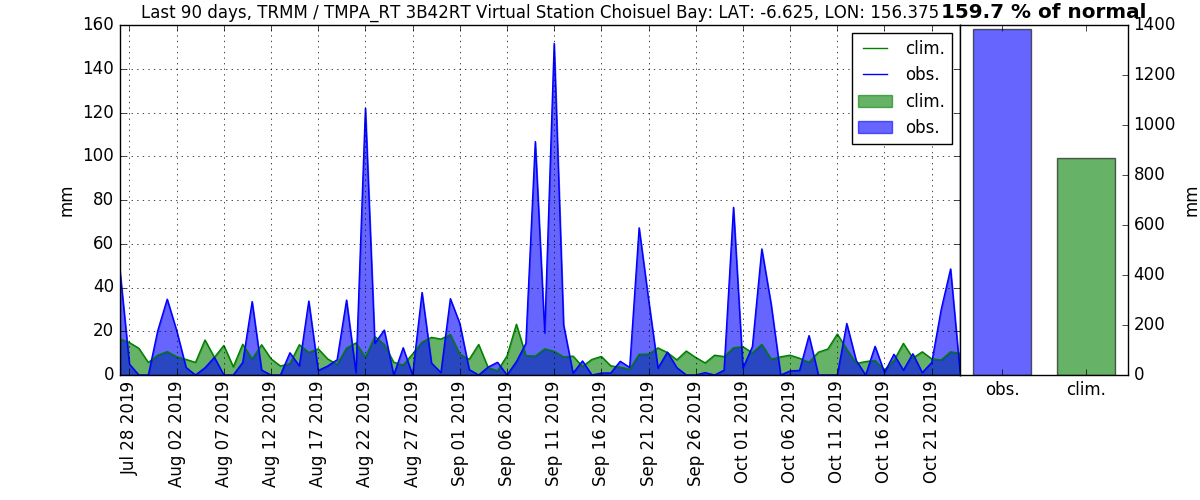 Last 90 days, TRMM / TMPA_RT 3B42RT Virtual Station Choisuel Bay: LAT: -6.625, LON: 156.375
159.7 % of normal
160
140
120
100
80
60
40
20
0
mm
clim.
obs.
clim.
obs.
Jul 28 2019
Aug 02 2019
Aug 07 2019
Aug 12 2019
Aug 17 2019
Aug 22 2019
Aug 27 2019
Sep 01 2019
Sep 06 2019
Sep 11 2019
Sep 16 2019
Sep 21 2019
Sep 26 2019
Oct 01 2019
Oct 06 2019
Oct 11 2019
Oct 16 2019
Oct 21 2019
1400
1200
1000
800
600
400
200
0
mm
obs.
clim.